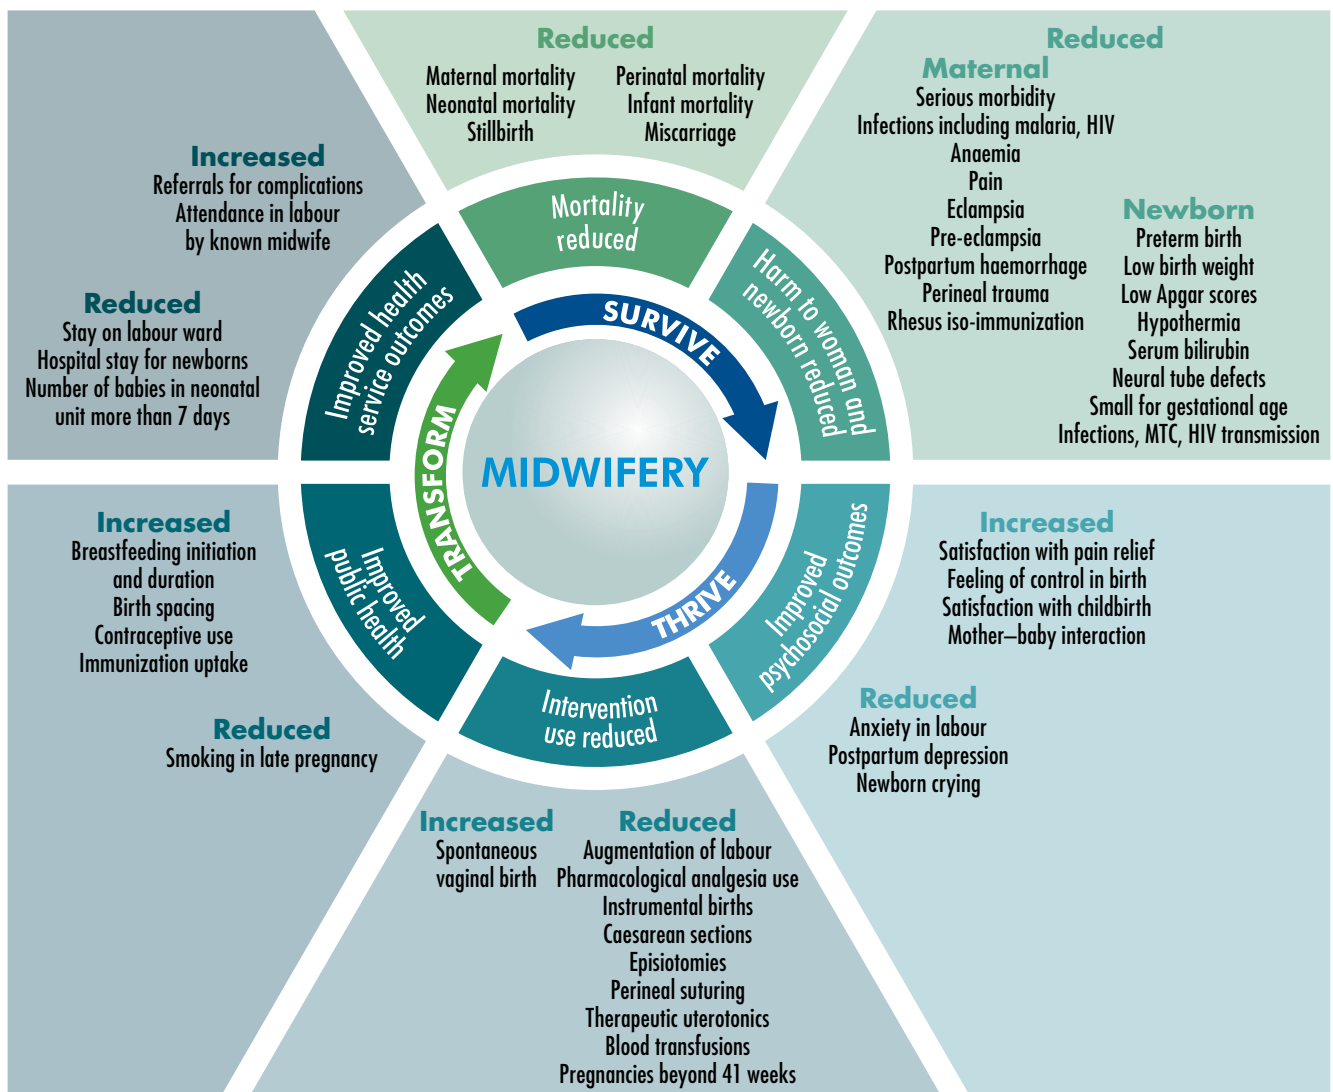 Reduced
Maternal mortality
Neonatal mortality
Stillbirth
Perinatal mortality
Infant mortality
Miscarriage
Mortality
reduced
Reduced
Maternal
Serious morbidity
Infections including malaria, HIV
Anaemia
Pain
Eclampsia
Pre-eclampsia
Postpartum haemorrhage
Perineal trauma
Rhesus iso-immunization
Newborn
Preterm birth
Low birth weight
Low Apgar scores
Hypothermia
Serum bilirubin
Neural tube defects
Small for gestational age
Infections, MTC, HIV transmission
Harm to woman and
newborn reduced
Increased
Satisfaction with pain relief
Feeling of control in birth
Satisfaction with childbirth
Mother–baby interaction
Reduced
Anxiety in labour
Postpartum depression
Newborn crying
Improved
psychosocial outcomes
Intervention
use reduced
Increased
Spontaneous
vaginal birth
Reduced
Augmentation of labour
Pharmacological analgesia use
Instrumental births
Caesarean sections
Episiotomies
Perineal suturing
Therapeutic uterotonics
Blood transfusions
Pregnancies beyond 41 weeks
Improved
public health
Increased
Breastfeeding initiation
and duration
Birth spacing
Contraceptive use
Immunization uptake
Reduced
Smoking in late pregnancy
Improved health
service outcomes
Increased
Referrals for complications
Attendance in labour
by known midwife
Reduced
Stay on labour ward
Hospital stay for newborns
Number of babies in neonatal
unit more than 7 days
SURVIVE
THRIVE
TRANSFORM
MIDWIFERY